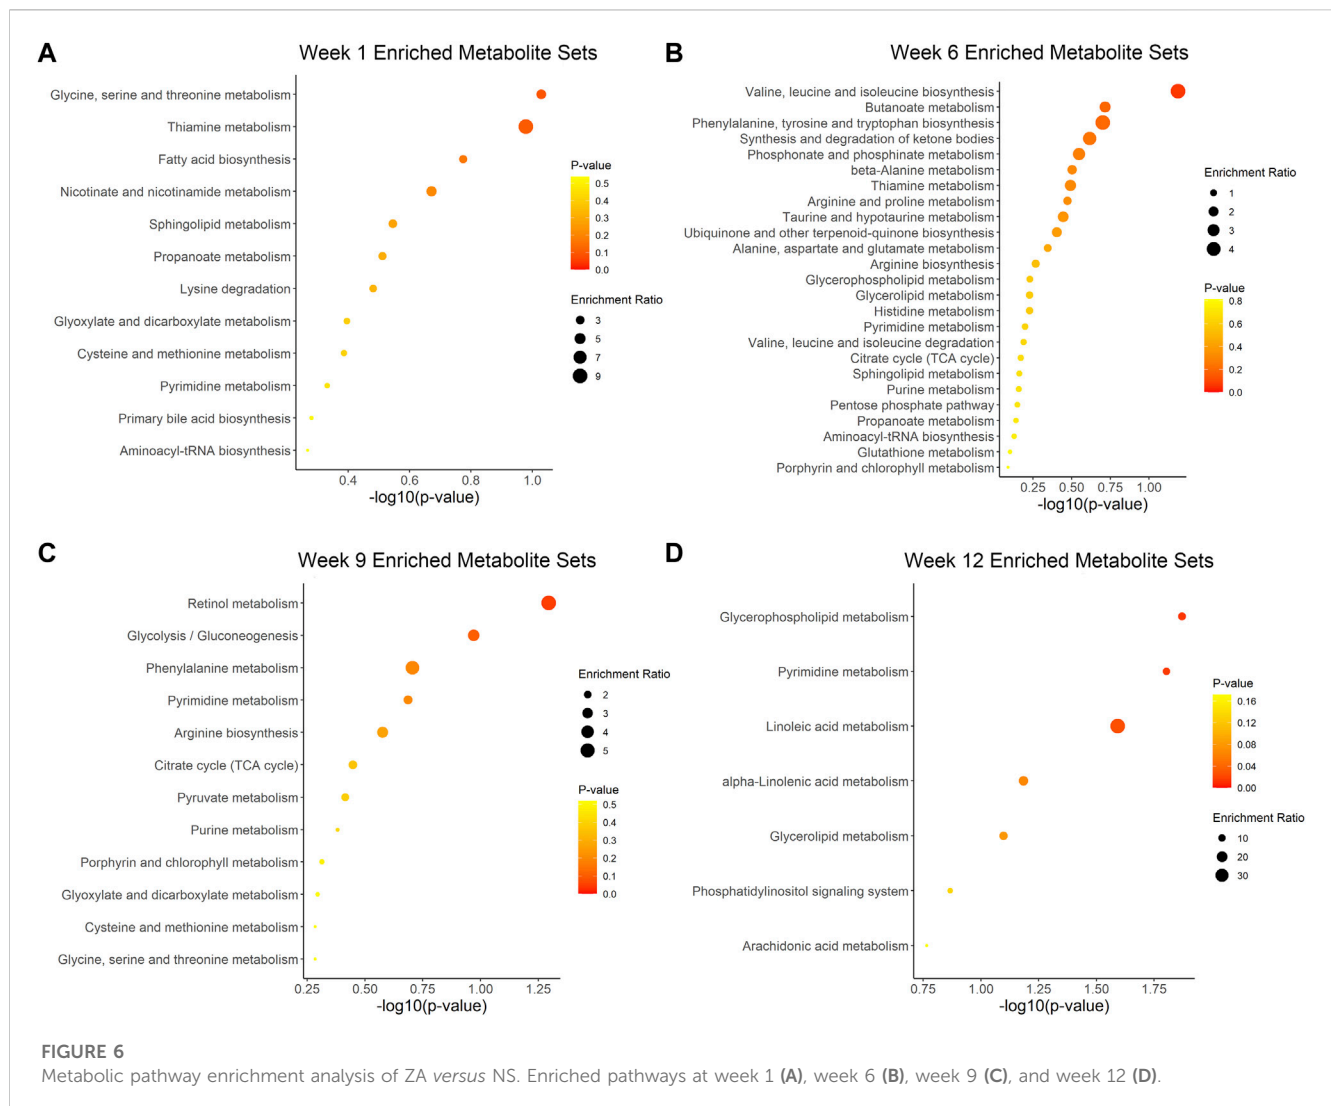 A
Week 1 Enriched Metabolite Sets
Glycine, serine and threonine metabolism
Thiamine metabolism
Fatty acid biosynthesis
Nicotinate and nicotinamide metabolism
Sphingolipid metabolism
Propanoate metabolism
Lysine degradation
Glyoxylate and dicarboxylate metabolism
Cysteine and methionine metabolism
Pyrimidine metabolism
Primary bile acid biosynthesis
Aminoacyl-tRNA biosynthesis
0.4 0.6 0.8 1.0
-log10(p-value)
P-value
0.5
0.4
0.3
0.2
0.1
0.0
Enrichment Ratio
3
5
7
9
B
Week 6 Enriched Metabolite Sets
Valine, leucine and isoleucine biosynthesis
Butanoate metabolism
Phenylalanine, tyrosine and tryptophan biosynthesis
Synthesis and degradation of ketone bodies
Phosphonate and phosphinate metabolism
beta-Alanine metabolism
Thiamine metabolism
Arginine and proline metabolism
Taurine and hypotaurine metabolism
Ubiquinone and other terpenoid-quinone biosynthesis
Alanine, aspartate and glutamate metabolism
Arginine biosynthesis
Glycerophospholipid metabolism
Glycerolipid metabolism
Histidine metabolism
Pyrimidine metabolism
Valine, leucine and isoleucine degradation
Citrate cycle (TCA cycle)
Sphingolipid metabolism
Purine metabolism
Pentose phosphate pathway
Propanoate metabolism
Aminoacyl-tRNA biosynthesis
Glutathione metabolism
Porphyrin and chlorophyll metabolism
0.25 0.50 0.75 1.00
-log10(p-value)
Enrichment Ratio
1
2
3
4
P-value
0.8
0.6
0.4
0.2
0.0
C
Week 9 Enriched Metabolite Sets
Retinol metabolism
Glycolysis / Gluconeogenesis
Phenylalanine metabolism
Pyrimidine metabolism
Arginine biosynthesis
Citrate cycle (TCA cycle)
Pyruvate metabolism
Purine metabolism
Porphyrin and chlorophyll metabolism
Glyoxylate and dicarboxylate metabolism
Cysteine and methionine metabolism
Glycine, serine and threonine metabolism
0.25 0.50 0.75 1.00 1.25
-log10(p-value)
Enrichment Ratio
2
3
4
5
P-value
0.5
0.4
0.3
0.2
0.1
0.0
D
Week 12 Enriched Metabolite Sets
Glycerophospholipid metabolism
Pyrimidine metabolism
Linoleic acid metabolism
alpha-Linolenic acid metabolism
Glycerolipid metabolism
Phosphatidylinositol signaling system
Arachidonic acid metabolism
0.75 1.00 1.25 1.50 1.75
-log10(p-value)
P-value
0.16
0.12
0.08
0.04
0.00
Enrichment Ratio
10
20
30
FIGURE 6
Metabolic pathway enrichment analysis of ZA versus NS. Enriched pathways at week 1 (A), week 6 (B), week 9 (C), and week 12 (D).